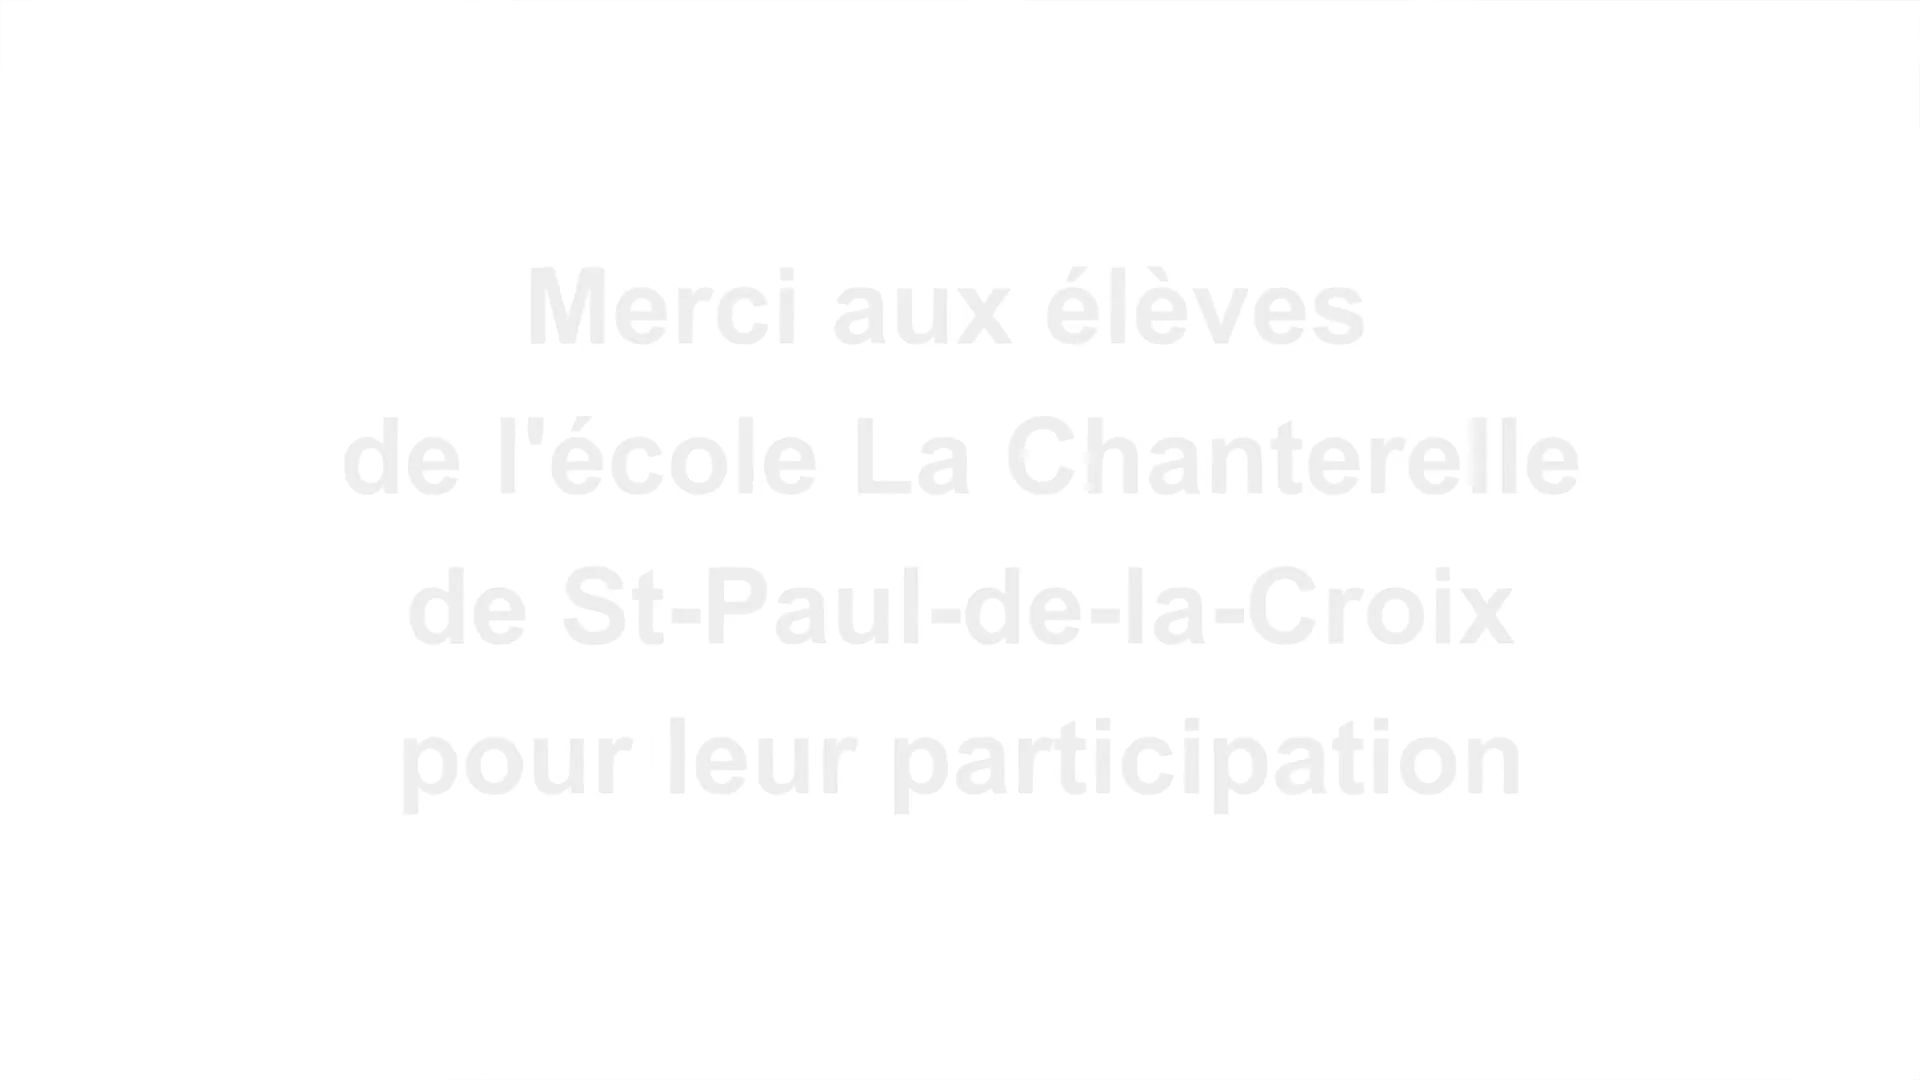 Merci aux élèves
de l'école La Chanterelle
de St-Paul-de-la-Croix
pour leur participation